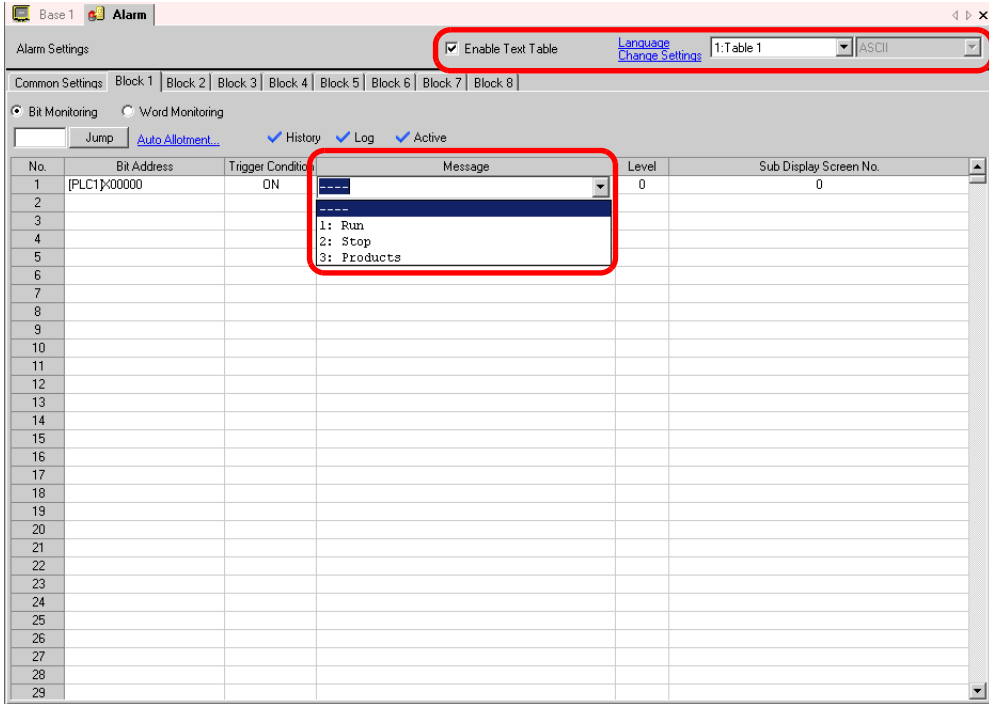 Base 1 Alarm
Alarm Settings Enable Text Table Language Change Settings 1:Table 1 ASCII
Common Settings Block 1 Block 2 Block 3 Block 4 Block 5 Block 6 Block 7 Block 8
Bit Monitoring Word Monitoring
Jump Auto Allotment... History Log Active
No. Bit Address Trigger Condition Message Level Sub Display Screen No.
1 [PLC1]X00000 ON ---- 0 0
2 ----
3 1: Run
4 2: Stop
5 3: Products
6
7
8
9
10
11
12
13
14
15
16
17
18
19
20
21
22
23
24
25
26
27
28
29